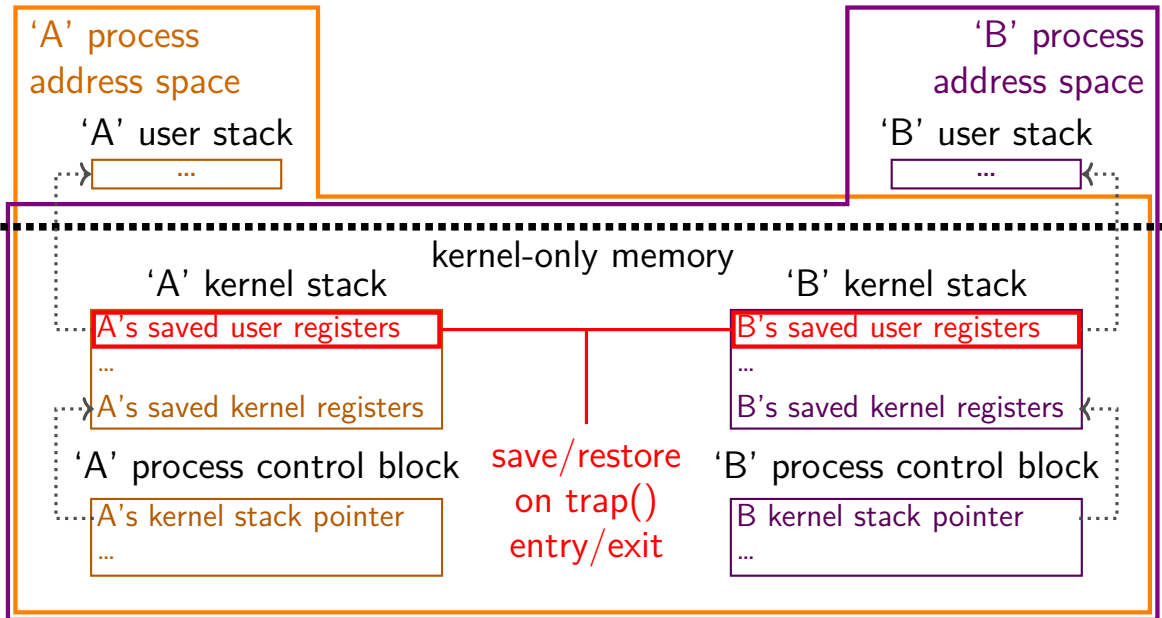 ‘A’ process
address space
‘B’ process
address space
‘A’ user stack
...
‘B’ user stack
...
kernel-only memory
‘A’ kernel stack
A's saved user registers
...
A's saved kernel registers
‘B’ kernel stack
B's saved user registers
...
B's saved kernel registers
save/restore
on trap()
entry/exit
‘A’ process control block
A's kernel stack pointer
...
‘B’ process control block
B kernel stack pointer
...